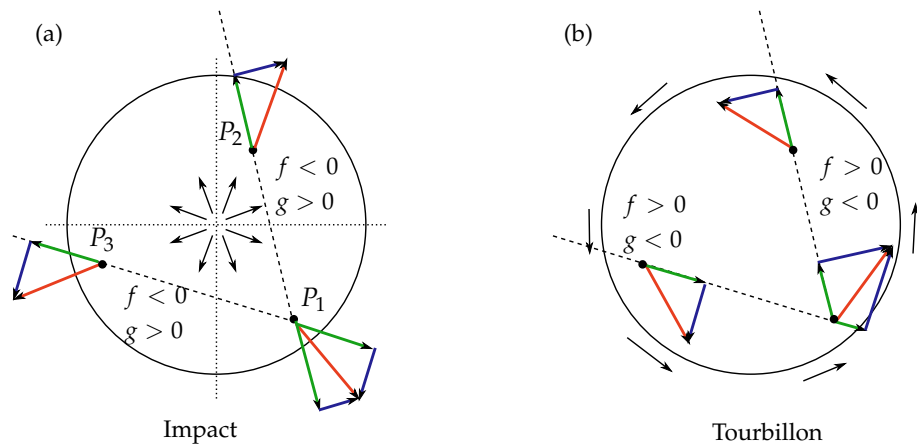 (a)
P₂
f < 0
g > 0
P₃
f < 0
g > 0
P₁
Impact
(b)
f > 0
g < 0
f > 0
g < 0
Tourbillon